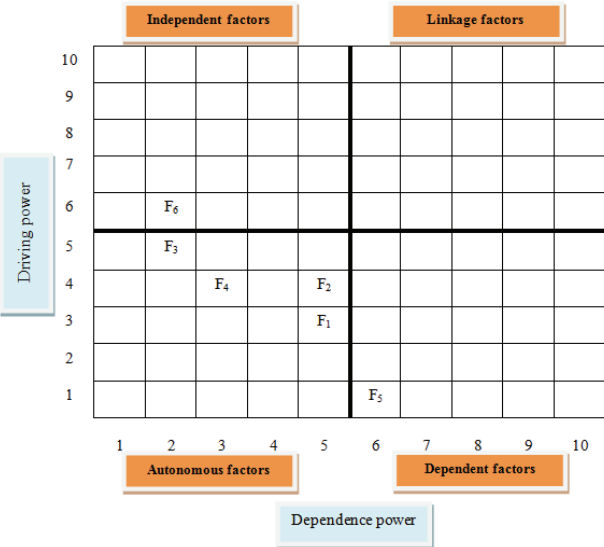 Independent factors
Linkage factors
10
9
8
7
6
F6
5
F3
4
F4
F2
3
F1
2
1
F5
Driving power
1 2 3 4 5 6 7 8 9 10
Autonomous factors
Dependent factors
Dependence power